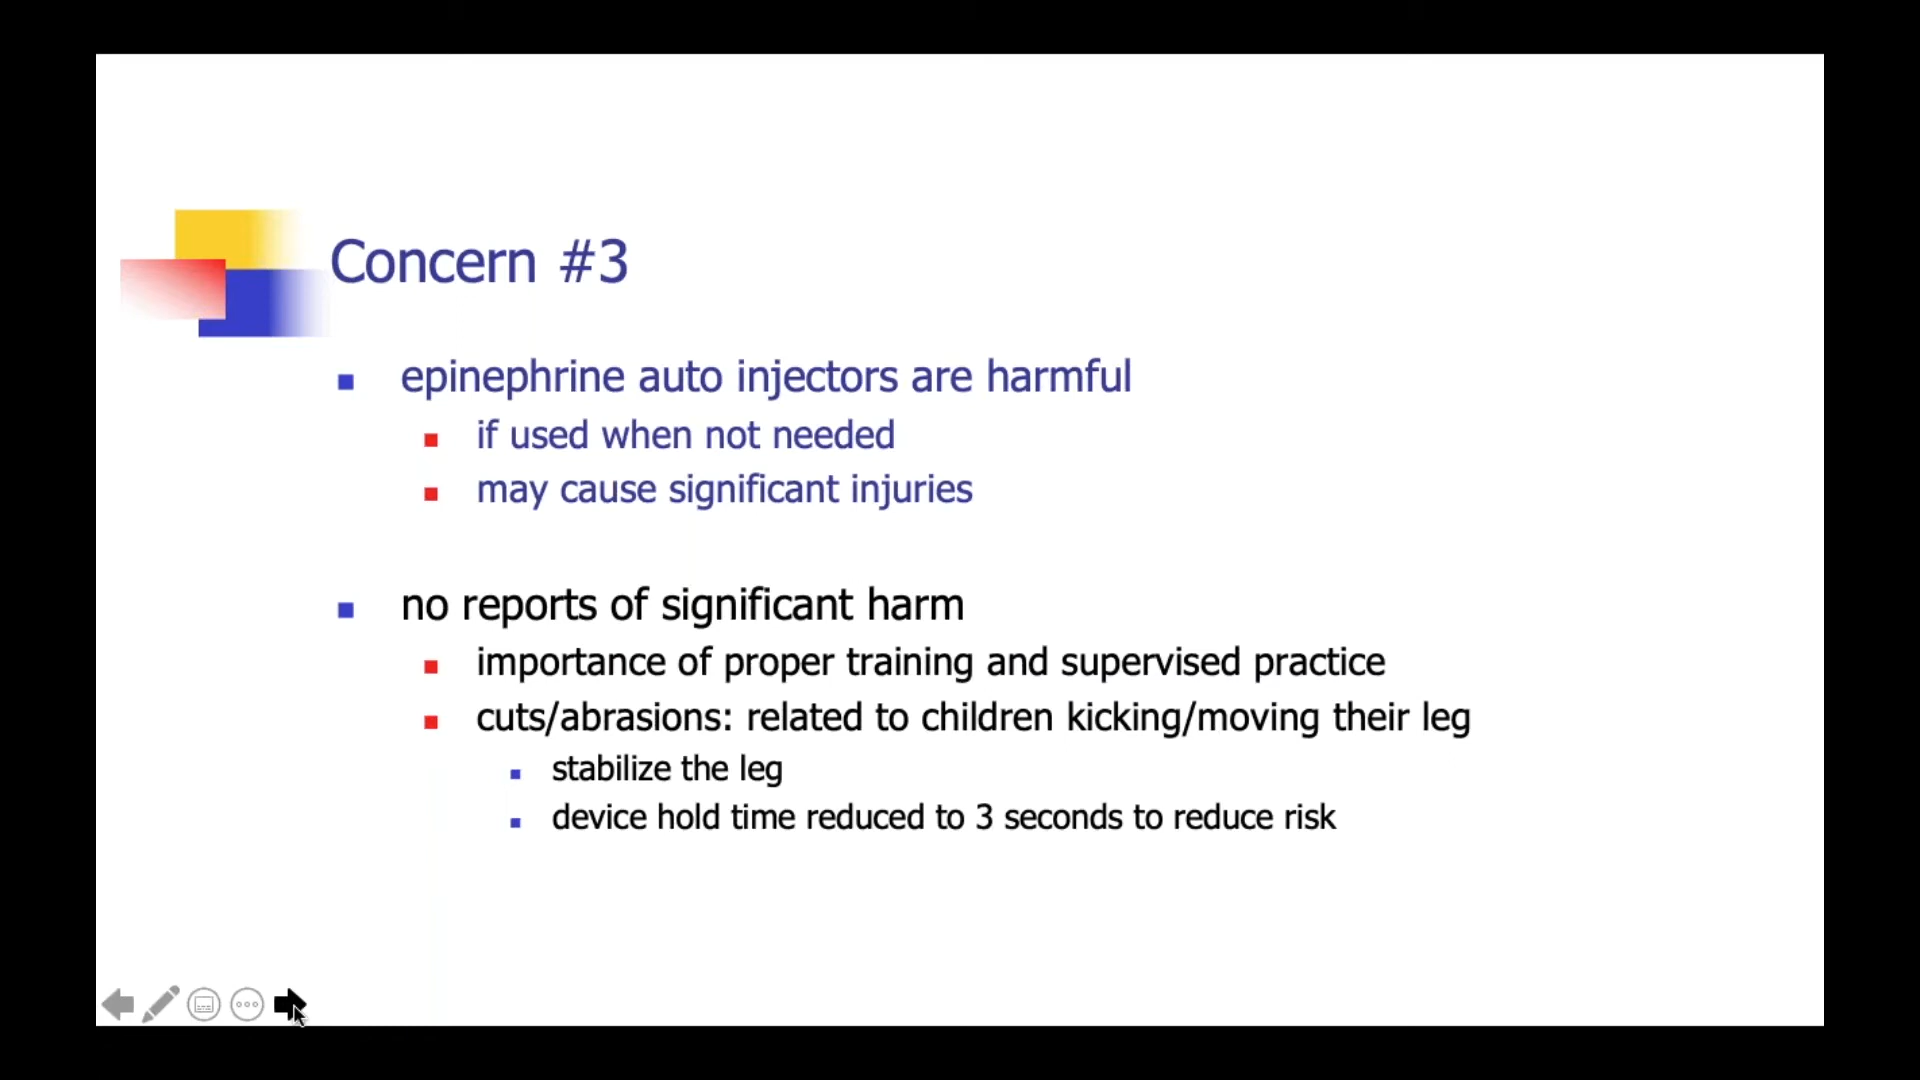 Concern #3
epinephrine auto injectors are harmful
if used when not needed
may cause significant injuries
no reports of significant harm
importance of proper training and supervised practice
cuts/abrasions: related to children kicking/moving their leg
stabilize the leg
device hold time reduced to 3 seconds to reduce risk